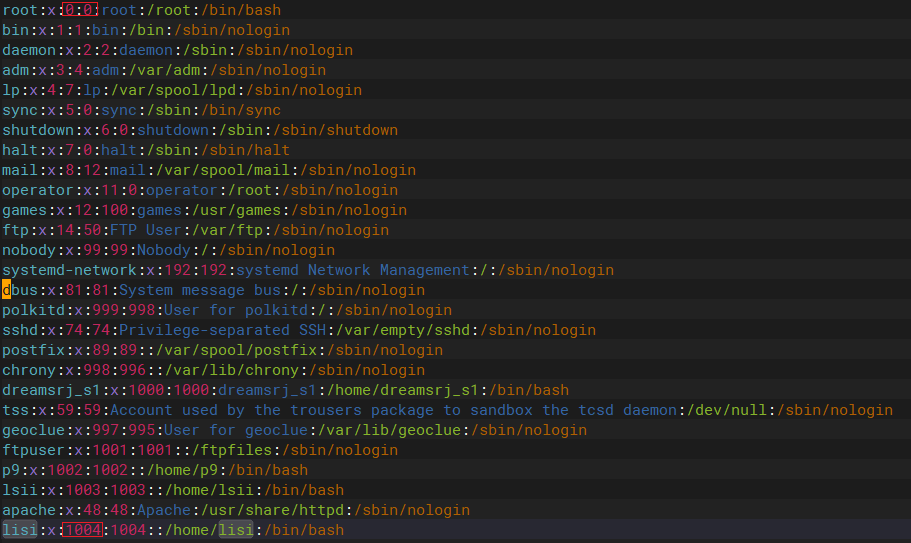 root:x:0:0:root:/root:/bin/bash
bin:x:1:1:bin:/bin:/sbin/nologin
daemon:x:2:2:daemon:/sbin:/sbin/nologin
adm:x:3:4:adm:/var/adm:/sbin/nologin
lp:x:4:7:lp:/var/spool/lpd:/sbin/nologin
sync:x:5:0:sync:/sbin:/bin/sync
shutdown:x:6:0:shutdown:/sbin:/sbin/shutdown
halt:x:7:0:halt:/sbin:/sbin/halt
mail:x:8:12:mail:/var/spool/mail:/sbin/nologin
operator:x:11:0:operator:/root:/sbin/nologin
games:x:12:100:games:/usr/games:/sbin/nologin
ftp:x:14:50:FTP User:/var/ftp:/sbin/nologin
nobody:x:99:99:Nobody:/:/sbin/nologin
systemd-network:x:192:192:systemd Network Management:/:/sbin/nologin
dbus:x:81:81:System message bus:/:/sbin/nologin
polkitd:x:999:998:User for polkitd:/:/sbin/nologin
sshd:x:74:74:Privilege-separated SSH:/var/empty/sshd:/sbin/nologin
postfix:x:89:89::/var/spool/postfix:/sbin/nologin
chrony:x:998:996::/var/lib/chrony:/sbin/nologin
dreamsrj_s1:x:1000:1000:dreamsrj_s1:/home/dreamsrj_s1:/bin/bash
tss:x:59:59:Account used by the trousers package to sandbox the tcsd daemon:/dev/null:/sbin/nologin
geoclue:x:997:995:User for geoclue:/var/lib/geoclue:/sbin/nologin
ftpuser:x:1001:1001::/ftpfiles:/sbin/nologin
p9:x:1002:1002::/home/p9:/bin/bash
lsii:x:1003:1003::/home/lsii:/bin/bash
apache:x:48:48:Apache:/usr/share/httpd:/sbin/nologin
lisi:x:1004:1004::/home/lisi:/bin/bash